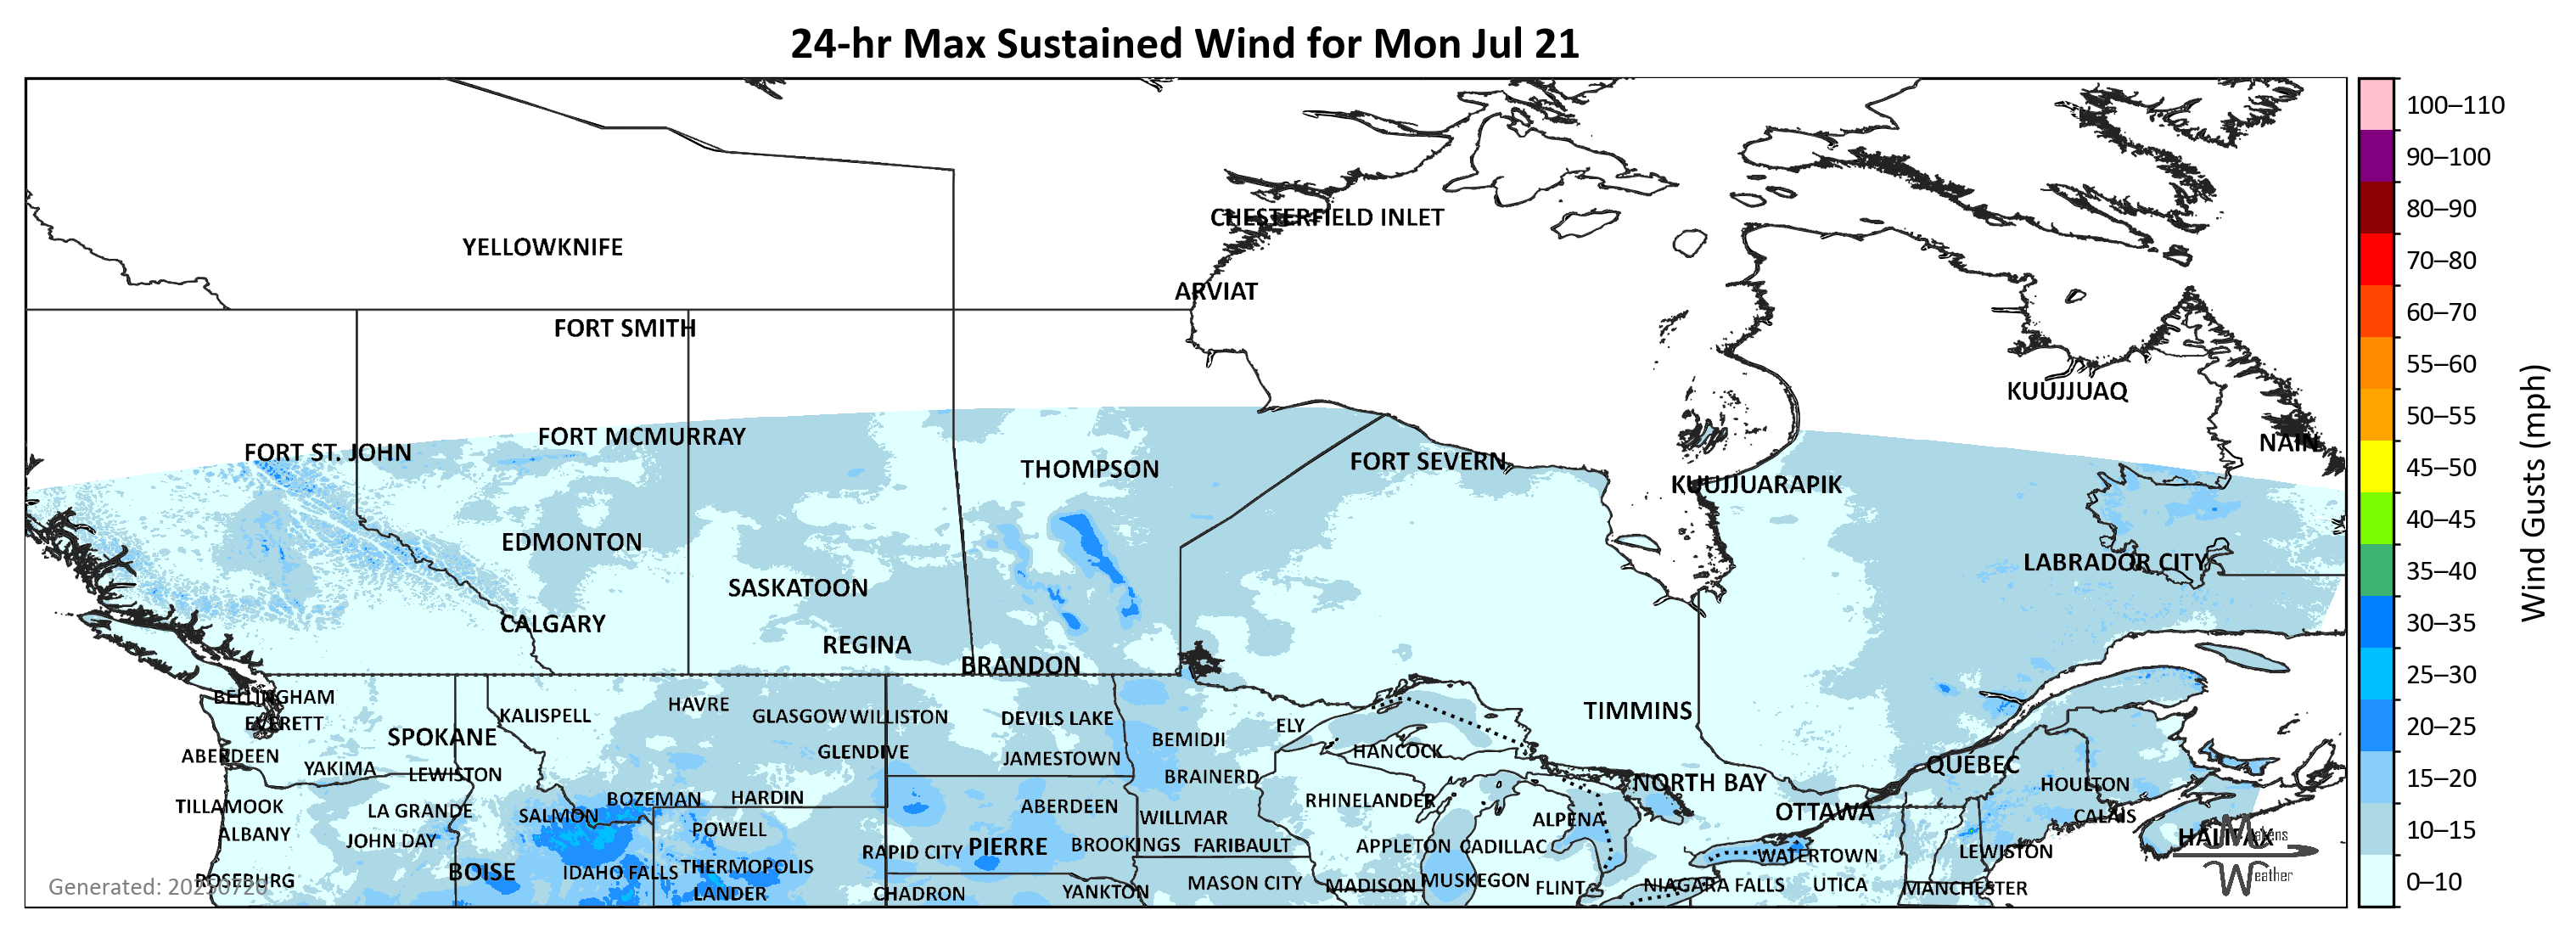 24-hr Max Sustained Wind for Mon Jul 21
100–110
90–100
80–90
70–80
60–70
55–60
50–55
45–50
40–45
35–40
30–35
25–30
20–25
15–20
10–15
0–10
Wind Gusts (mph)
CHESTERFIELD INLET
YELLOWKNIFE
ARVIAT
FORT SMITH
KUUJJUAQ
FORT MCMURRAY
NAIN
FORT ST. JOHN
FORT SEVERN
THOMPSON
KUUJJUARAPIK
EDMONTON
LABRADOR CITY
SASKATOON
CALGARY
REGINA
BRANDON
BELLINGHAM
HAVRE
TIMMINS
KALISPELL
GLASGOW
WILLISTON
DEVILS LAKE
EVERETT
ELY
SPOKANE
BEMIDJI
GLENDIVE
HANCOCK
ABERDEEN
JAMESTOWN
QUÉBEC
YAKIMA
LEWISTON
BRAINERD
NORTH BAY
HOULTON
BOZEMAN
HARDIN
RHINELANDER
TILLAMOOK
LA GRANDE
ABERDEEN
OTTAWA
SALMON
WILLMAR
CALAIS
ALPENA
ALBANY
POWELL
HALIFAX
JOHN DAY
PIERRE
BROOKINGS
FARIBAULT
APPLETON
CADILLAC
RAPID CITY
WATERTOWN
LEWISTON
THERMOPOLIS
BOISE
IDAHO FALLS
ROSEBURG
MUSKEGON
MASON CITY
MADISON
FLINT
NIAGARA FALLS
UTICA
MANCHESTER
LANDER
CHADRON
YANKTON
Generated: 20250720
Makens
Weather